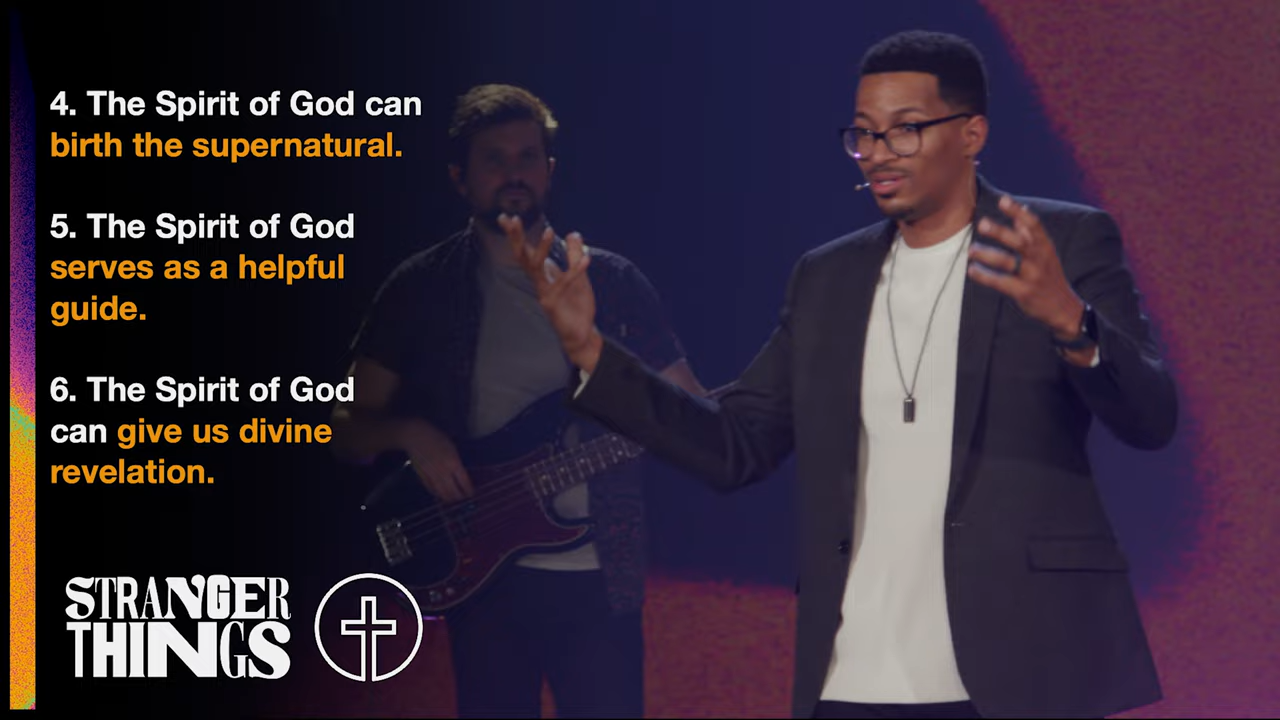 4. The Spirit of God can
birth the supernatural.
5. The Spirit of God
serves as a helpful
guide.
6. The Spirit of God
can give us divine
revelation.
STRANGER
THINGS